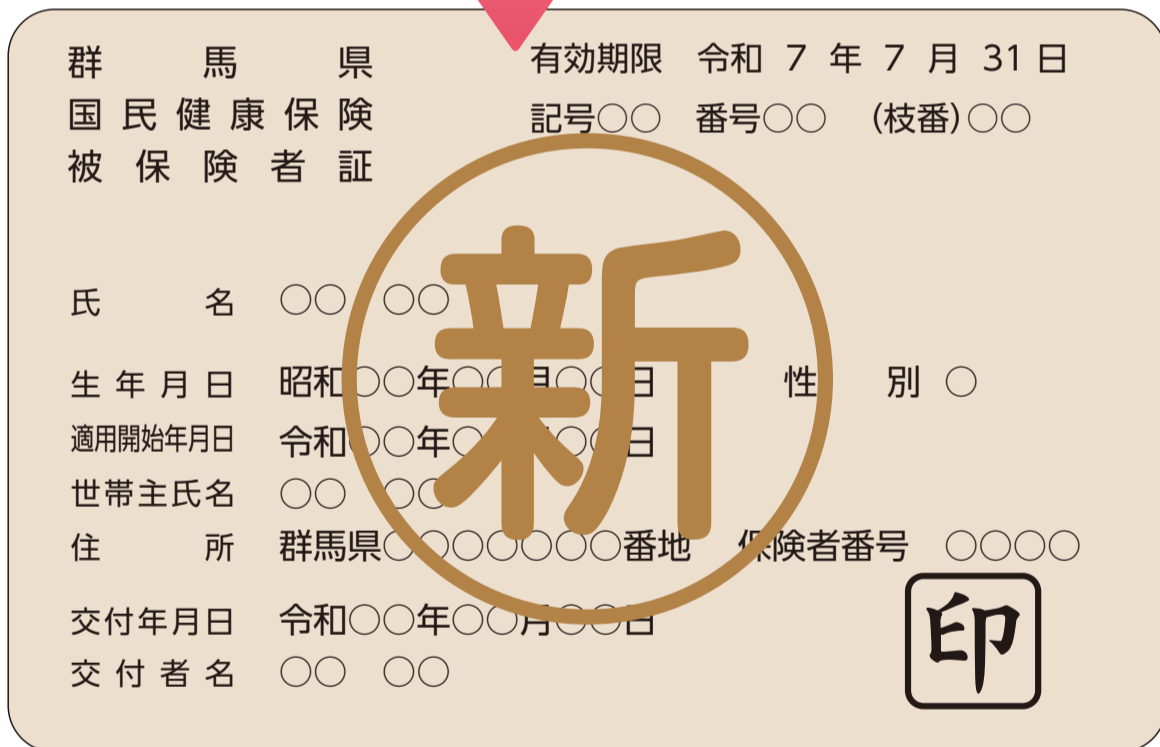 群馬県
国民健康保険
被保険者証
有効期限 令和 7 年 7 月 31 日
記号○○ 番号○○ (枝番)○○
氏名 ○○ ○○
生年月日 昭和○○年○○月○○日 性別 ○
適用開始年月日 令和○○年○○月○○日
世帯主氏名 ○○ ○○
住所 群馬県○○○○○○○番地 保険者番号 ○○○○
交付年月日 令和○○年○○月○○日
交付者名 ○○ ○○
印
新